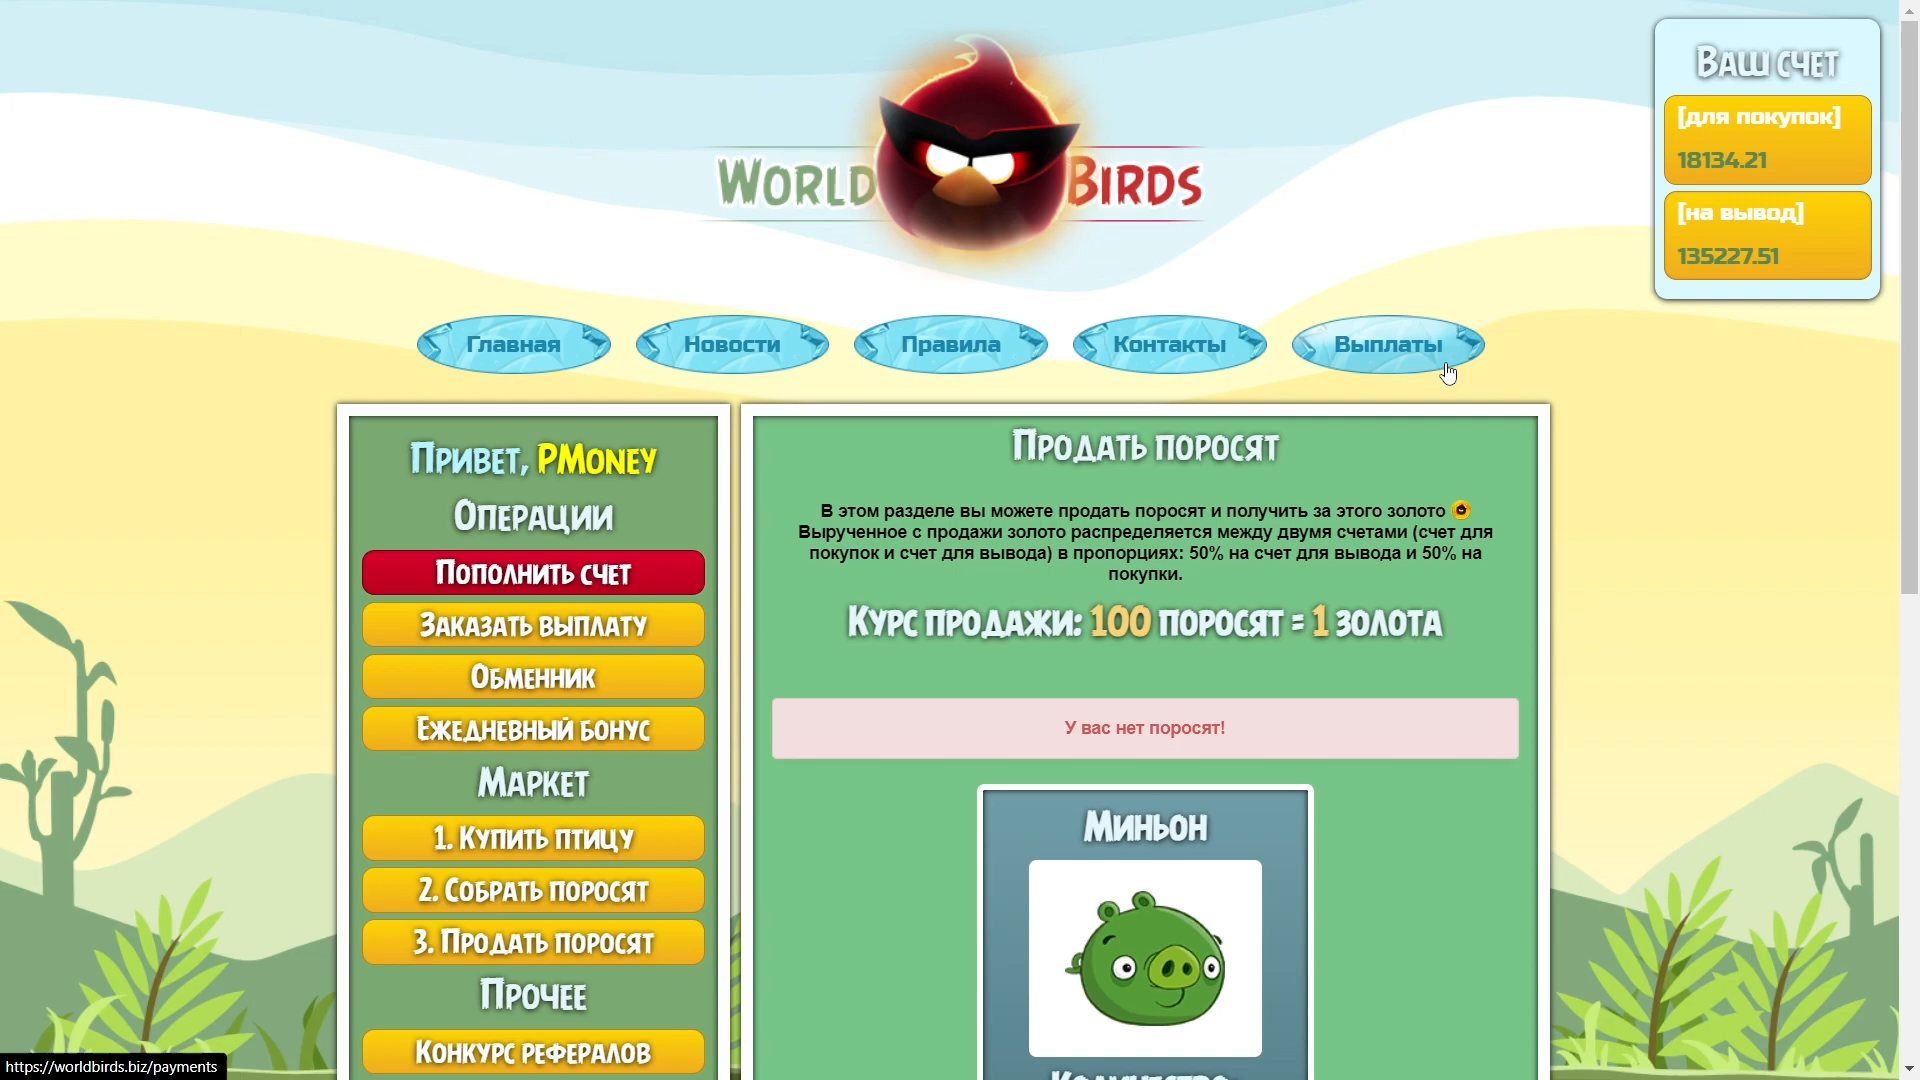 WORLD BIRDS
Ваш счет
[для покупок]
18134.21
[на вывод]
135227.51
Главная
Новости
Правила
Контакты
Выплаты
Привет, PMoney
Операции
Пополнить счет
Заказать выплату
Обменник
Ежедневный бонус
Маркет
1. Купить птицу
2. Собрать поросят
3. Продать поросят
Прочее
Конкурс рефералов
Продать поросят
В этом разделе вы можете продать поросят и получить за этого золото
Вырученное с продажи золото распределяется между двумя счетами (счет для
покупок и счет для вывода) в пропорциях: 50% на счет для вывода и 50% на
покупки.
Курс продажи: 100 поросят = 1 золота
У вас нет поросят!
Миньон
https://worldbirds.biz/payments